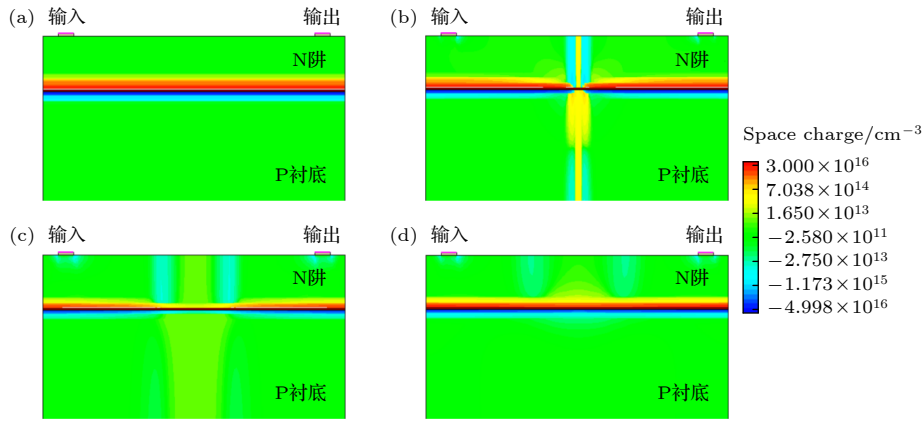 (a) 输入 输出
N阱
P衬底
(b) 输入 输出
N阱
P衬底
(c) 输入 输出
N阱
P衬底
(d) 输入 输出
N阱
P衬底
Space charge/cm⁻³
3.000×10¹⁶
7.038×10¹⁴
1.650×10¹³
−2.580×10¹¹
−2.750×10¹³
−1.173×10¹⁵
−4.998×10¹⁶